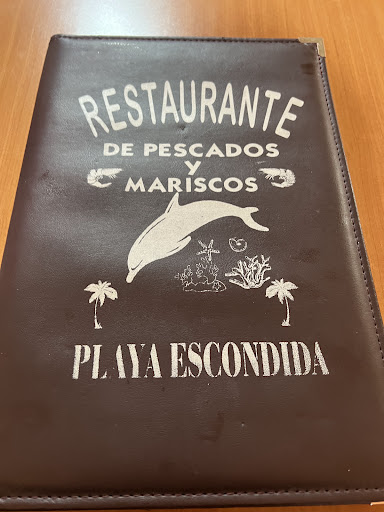 RESTAURANTE
DE PESCADOS
Y
MARISCOS
PLAYA ESCONDIDA